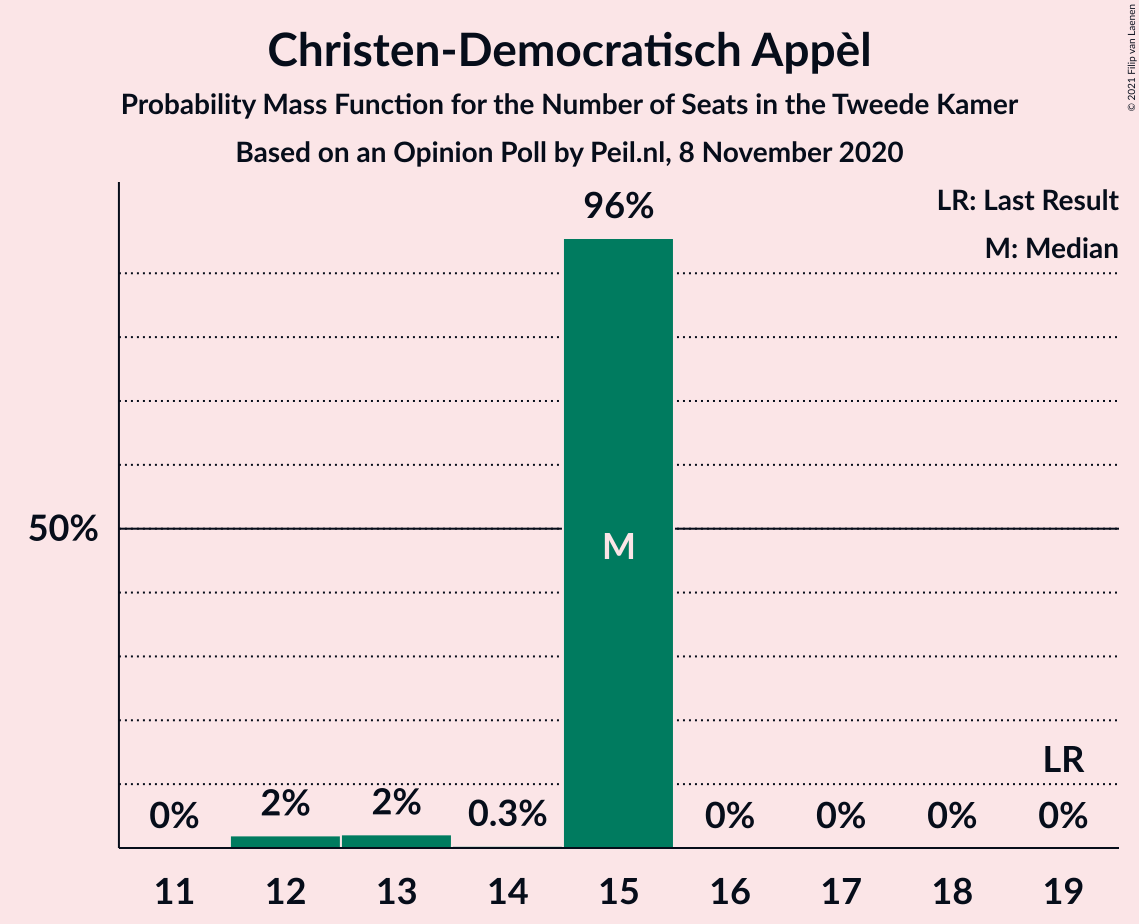 Christen-Democratisch Appèl
Probability Mass Function for the Number of Seats in the Tweede Kamer
Based on an Opinion Poll by Peil.nl, 8 November 2020
© 2021 Filip van Laenen
LR: Last Result
M: Median
96%
50%
M
LR
0% 2% 2% 0.3% 0% 0% 0% 0%
11 12 13 14 15 16 17 18 19